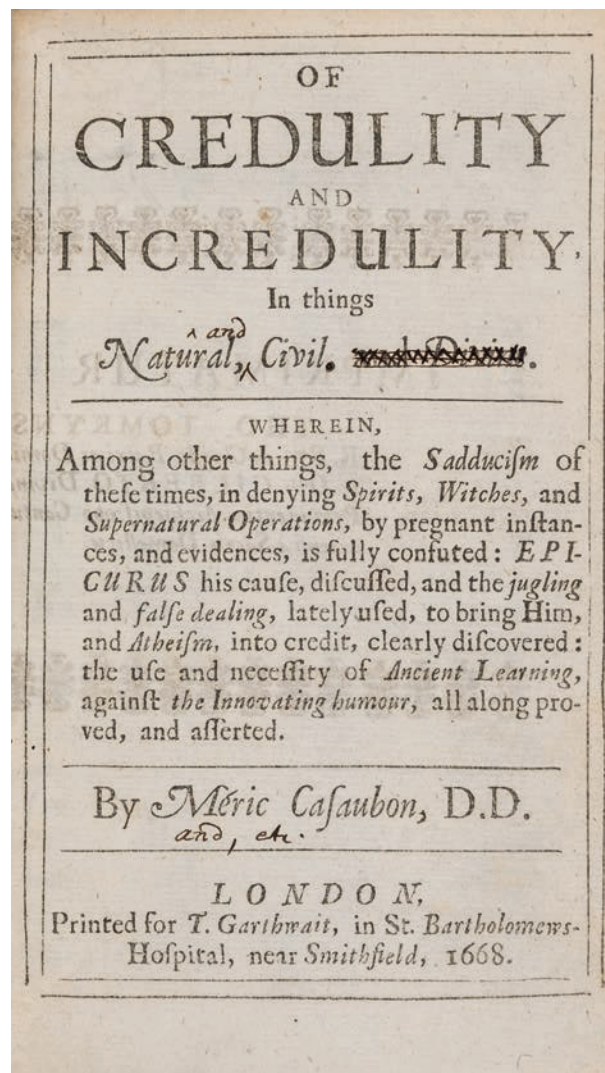 OF
CREDULITY
AND
INCREDULITY,
In things
^ and
Natural,^ Civil. and Divine.
WHEREIN,
Among other things, the Sadduciſm of
theſe times, in denying Spirits, Witches, and
Supernatural Operations, by pregnant inſtan-
ces, and evidences, is fully confuted: EPI-
CURUS his cauſe, diſcuſſed, and the jugling
and falſe dealing, lately uſed, to bring Him,
and Atheiſm, into credit, clearly diſcovered:
the uſe and neceſſity of Ancient Learning,
againſt the Innovating humour, all along pro-
ved, and aſſerted.
By Méric Caſaubon, D.D.
and, etc.
LONDON,
Printed for T. Garthwait, in St. Bartholomews-
Hoſpital, near Smithfield, 1668.